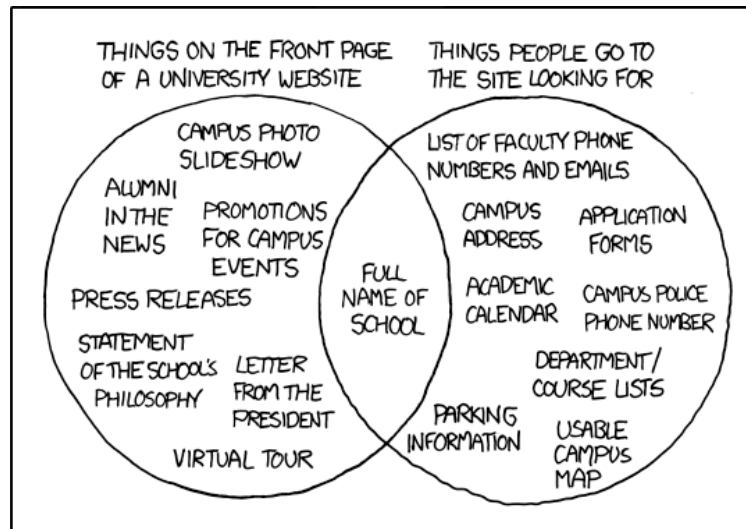 THINGS ON THE FRONT PAGE
OF A UNIVERSITY WEBSITE
THINGS PEOPLE GO TO
THE SITE LOOKING FOR
CAMPUS PHOTO
SLIDESHOW
ALUMNI
IN THE
NEWS
PROMOTIONS
FOR CAMPUS
EVENTS
PRESS RELEASES
STATEMENT
OF THE SCHOOL'S
PHILOSOPHY
LETTER
FROM THE
PRESIDENT
VIRTUAL TOUR
FULL
NAME OF
SCHOOL
LIST OF FACULTY PHONE
NUMBERS AND EMAILS
CAMPUS
ADDRESS
APPLICATION
FORMS
ACADEMIC
CALENDAR
CAMPUS POLICE
PHONE NUMBER
DEPARTMENT/
COURSE LISTS
PARKING
INFORMATION
USABLE
CAMPUS
MAP